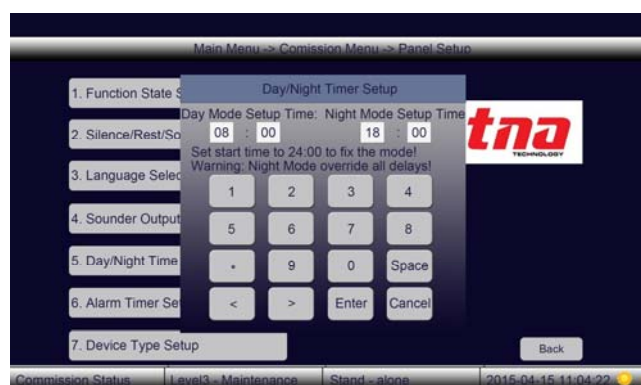 Main Menu -> Comission Menu -> Panel Setup
Day/Night Timer Setup
Day Mode Setup Time: Night Mode Setup Time
08 : 00 18 : 00
Set start time to 24:00 to fix the mode!
Warning: Night Mode override all delays!
1 2 3 4
5 6 7 8
* 9 0 Space
< > Enter Cancel
1. Function State S
2. Silence/Rest/So
3. Language Selec
4. Sounder Output
5. Day/Night Time
6. Alarm Timer Se
7. Device Type Setup
tna
TECHNOLOGY
Back
Commission Status Level3 - Maintenance Stand - alone 2015-04-15 11:04:22